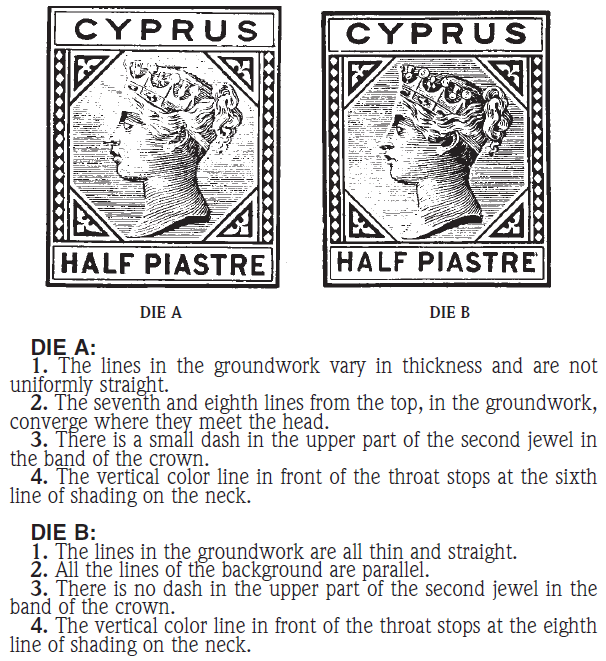 CYPRUS CYPRUS
HALF PIASTRE HALF PIASTRE
DIE A DIE B
DIE A:
1. The lines in the groundwork vary in thickness and are not
uniformly straight.
2. The seventh and eighth lines from the top, in the groundwork,
converge where they meet the head.
3. There is a small dash in the upper part of the second jewel in
the band of the crown.
4. The vertical color line in front of the throat stops at the sixth
line of shading on the neck.
DIE B:
1. The lines in the groundwork are all thin and straight.
2. All the lines of the background are parallel.
3. There is no dash in the upper part of the second jewel in the
band of the crown.
4. The vertical color line in front of the throat stops at the eighth
line of shading on the neck.